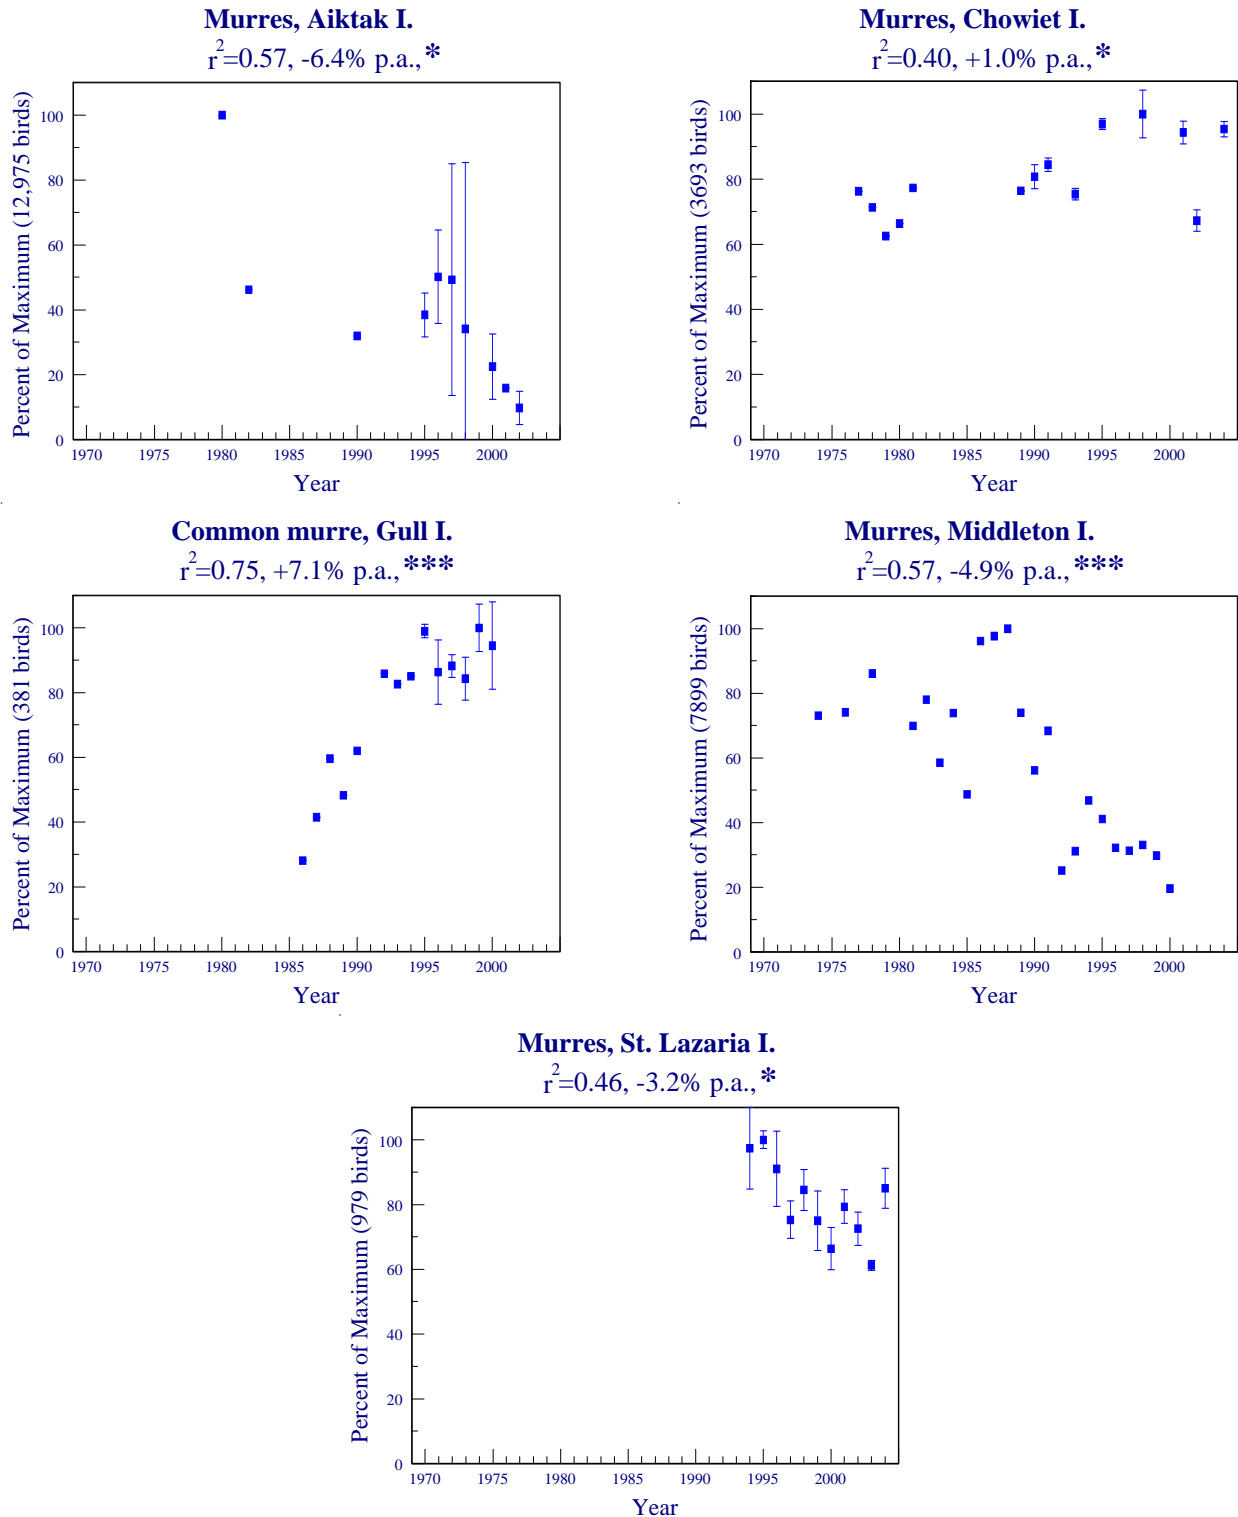 Murres, Aiktak I.
r²=0.57, -6.4% p.a., *
Percent of Maximum (12,975 birds)
100
80
60
40
20
0
1970 1975 1980 1985 1990 1995 2000
Year
Murres, Chowiet I.
r²=0.40, +1.0% p.a., *
Percent of Maximum (3693 birds)
100
80
60
40
20
0
1970 1975 1980 1985 1990 1995 2000
Year
Common murre, Gull I.
r²=0.75, +7.1% p.a., ***
Percent of Maximum (381 birds)
100
80
60
40
20
0
1970 1975 1980 1985 1990 1995 2000
Year
Murres, Middleton I.
r²=0.57, -4.9% p.a., ***
Percent of Maximum (7899 birds)
100
80
60
40
20
0
1970 1975 1980 1985 1990 1995 2000
Year
Murres, St. Lazaria I.
r²=0.46, -3.2% p.a., *
Percent of Maximum (979 birds)
100
80
60
40
20
0
1970 1975 1980 1985 1990 1995 2000
Year